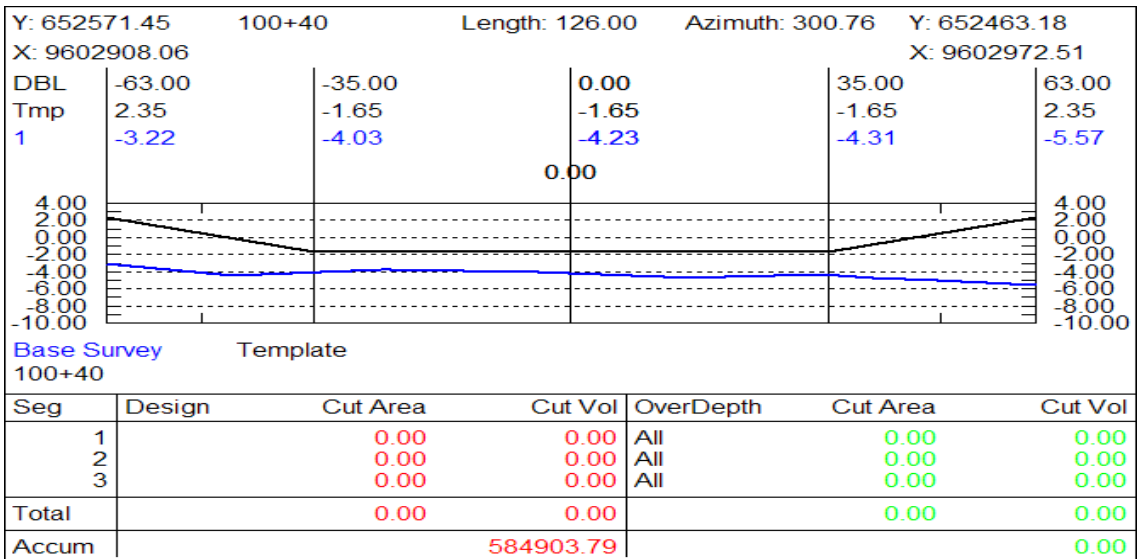 Y: 652571.45 100+40 Length: 126.00 Azimuth: 300.76 Y: 652463.18
X: 9602908.06 X: 9602972.51
DBL -63.00 -35.00 0.00 35.00 63.00
Tmp 2.35 -1.65 -1.65 -1.65 2.35
1 -3.22 -4.03 -4.23 -4.31 -5.57
0.00
4.00 4.00
2.00 2.00
0.00 0.00
-2.00 -2.00
-4.00 -4.00
-6.00 -6.00
-8.00 -8.00
-10.00 -10.00
Base Survey Template
100+40
Seg Design Cut Area Cut Vol OverDepth Cut Area Cut Vol
1 0.00 0.00 All 0.00 0.00
2 0.00 0.00 All 0.00 0.00
3 0.00 0.00 All 0.00 0.00
Total 0.00 0.00 0.00 0.00
Accum 584903.79 0.00